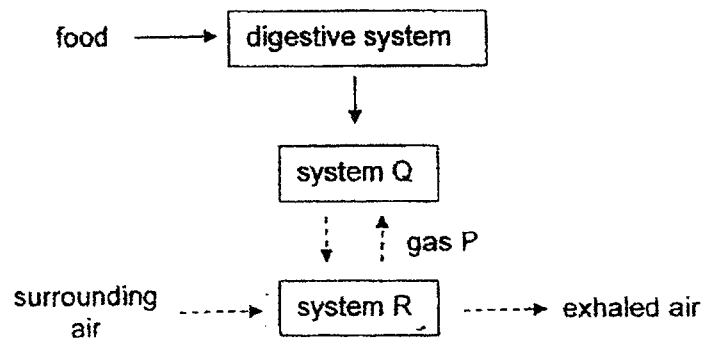 food
digestive system
system Q
gas P
surrounding
air
system R
exhaled air